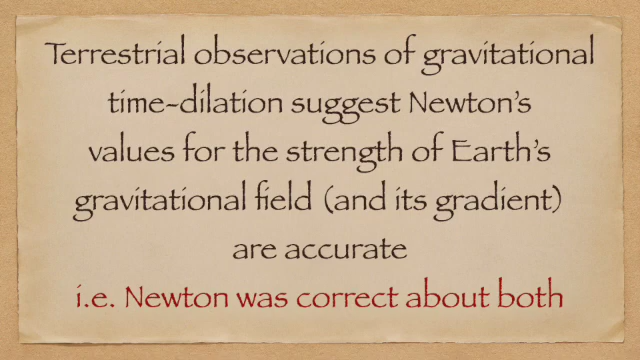 Terrestrial observations of gravitational
time-dilation suggest Newton's
values for the strength of Earth's
gravitational field (and its gradient)
are accurate
i.e. Newton was correct about both